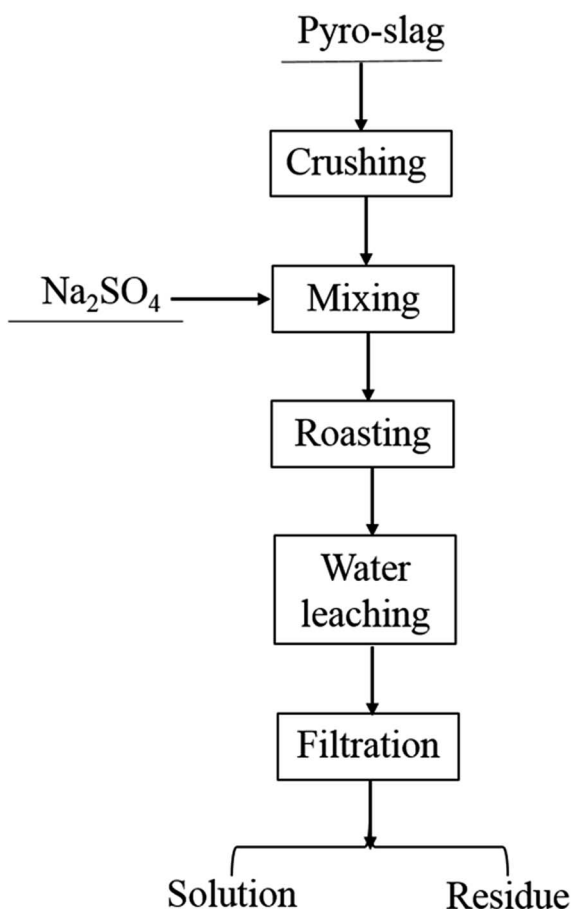 Pyro-slag
Crushing
Na₂SO₄
Mixing
Roasting
Water
leaching
Filtration
Solution
Residue